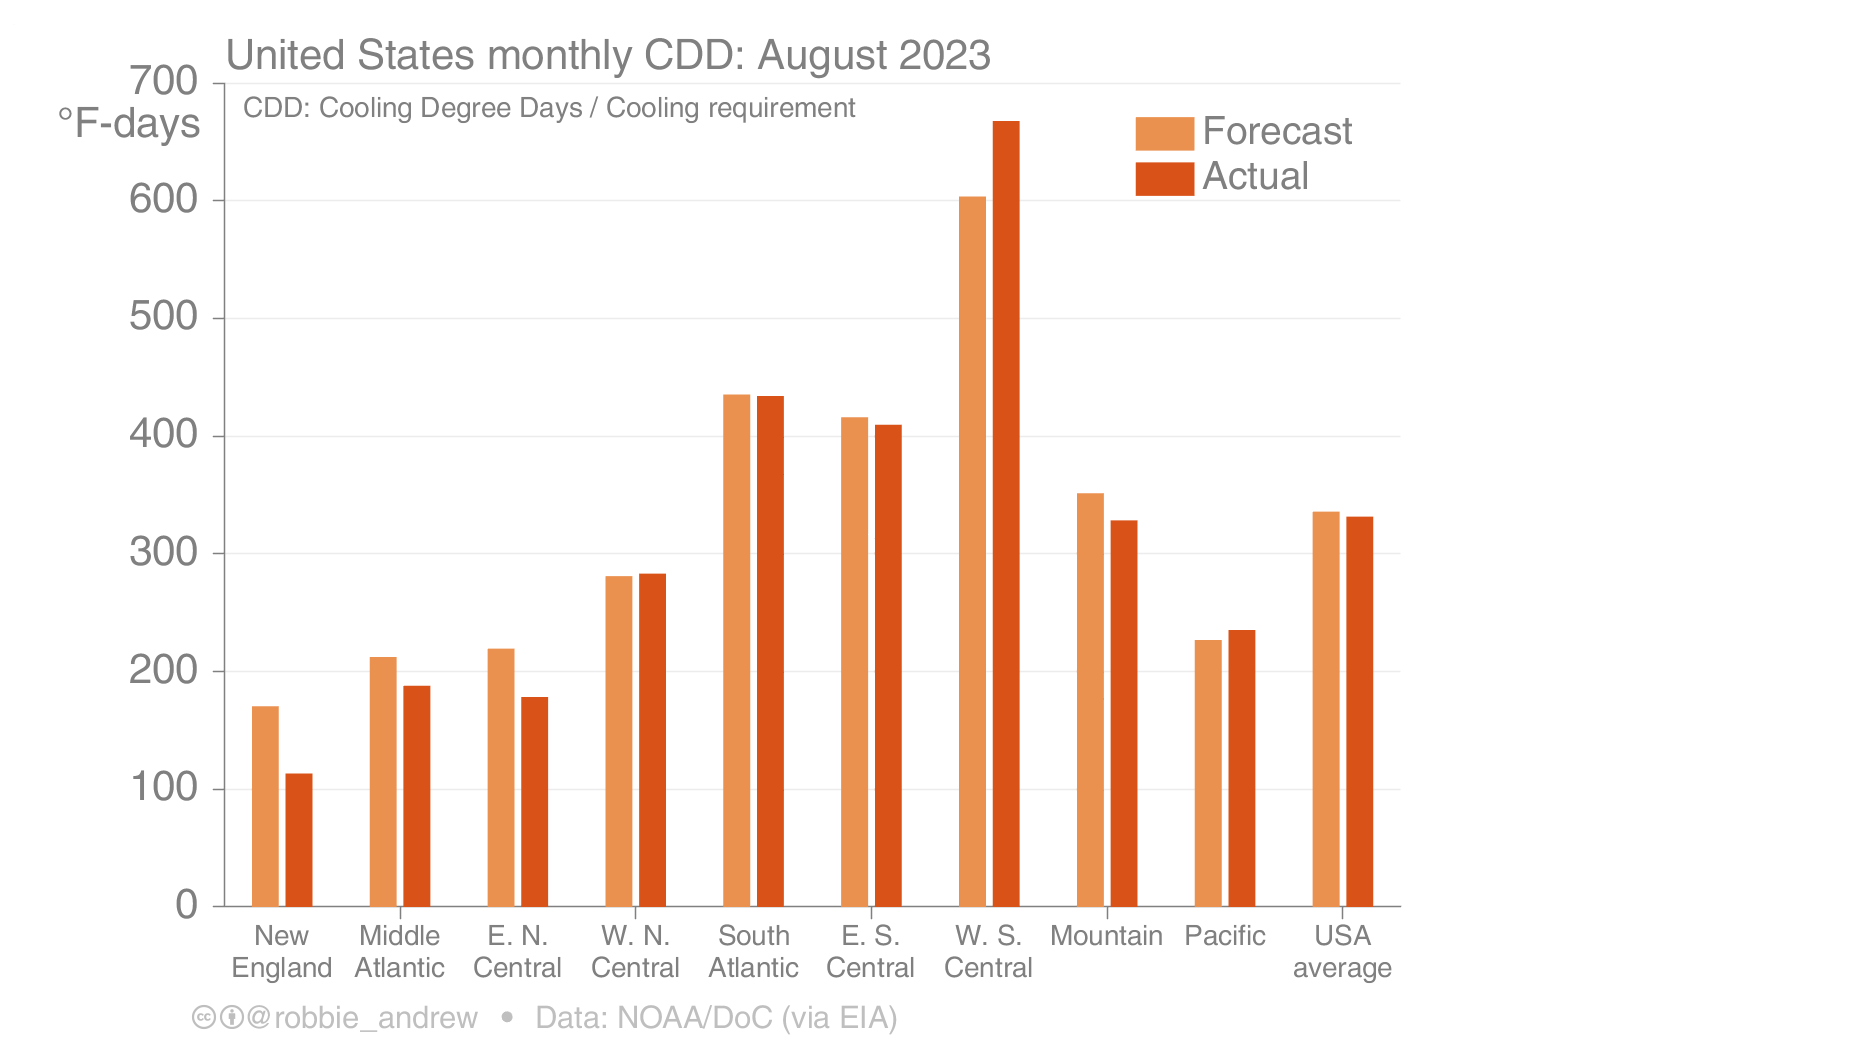 United States monthly CDD: August 2023
700
°F-days
CDD: Cooling Degree Days / Cooling requirement
Forecast
Actual
600
500
400
300
200
100
0
New England
Middle Atlantic
E. N. Central
W. N. Central
South Atlantic
E. S. Central
W. S. Central
Mountain
Pacific
USA average
cc @robbie_andrew • Data: NOAA/DoC (via EIA)